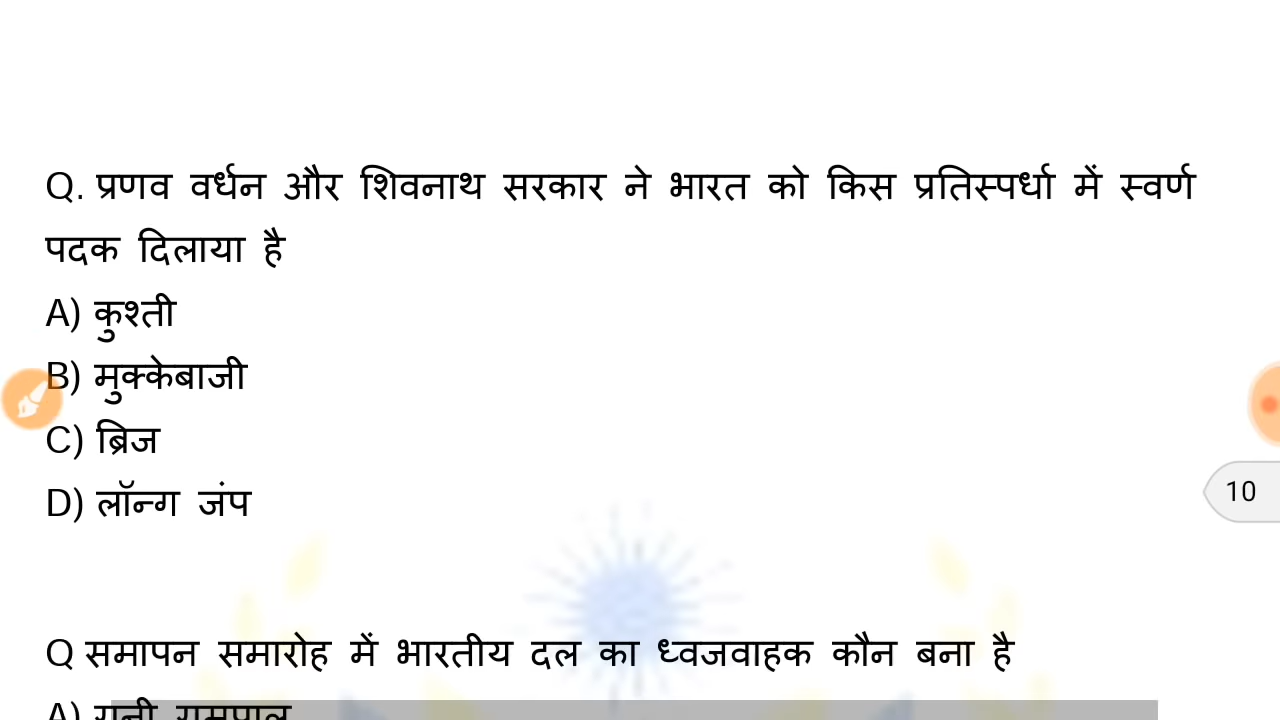 Q. प्रणव वर्धन और शिवनाथ सरकार ने भारत को किस प्रतिस्पर्धा में स्वर्ण
पदक दिलाया है
A) कुश्ती
B) मुक्केबाजी
C) ब्रिज
D) लॉन्ग जंप
10
Q समापन समारोह में भारतीय दल का ध्वजवाहक कौन बना है
A) रानी रामपाल